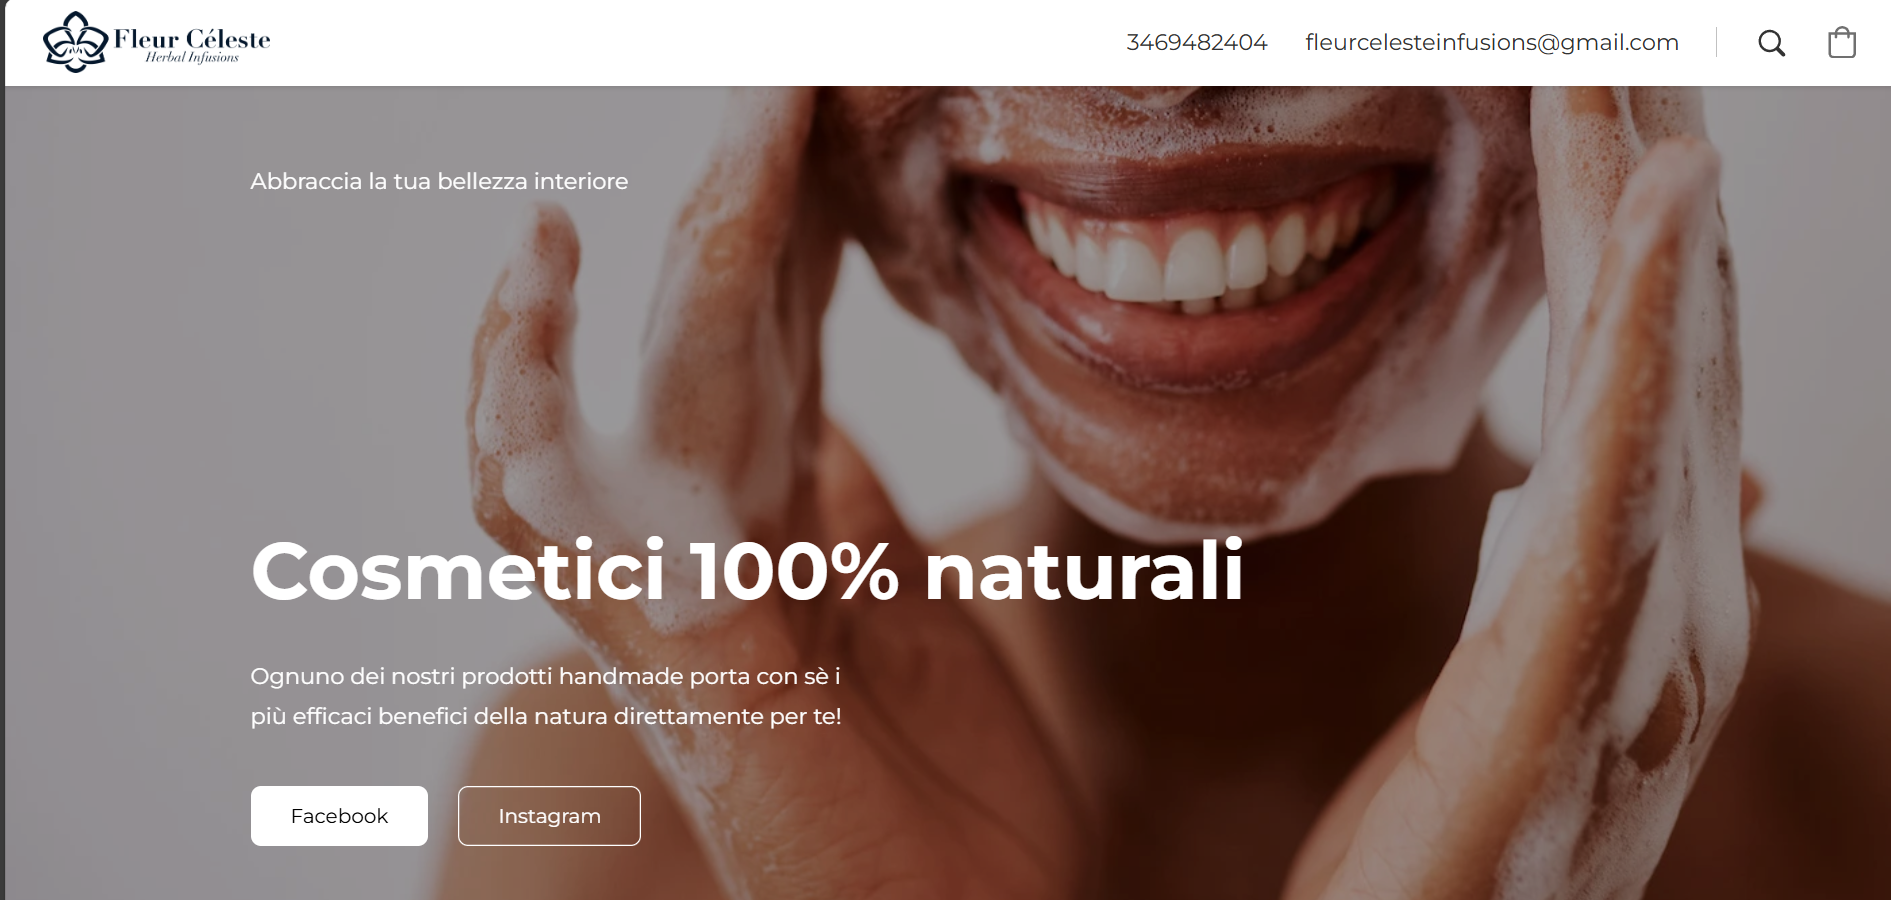 Fleur Céleste
Herbal Infusions
3469482404
fleurcelesteinfusions@gmail.com
Abbraccia la tua bellezza interiore
Cosmetici 100% naturali
Ognuno dei nostri prodotti handmade porta con sè i
più efficaci benefici della natura direttamente per te!
Facebook
Instagram